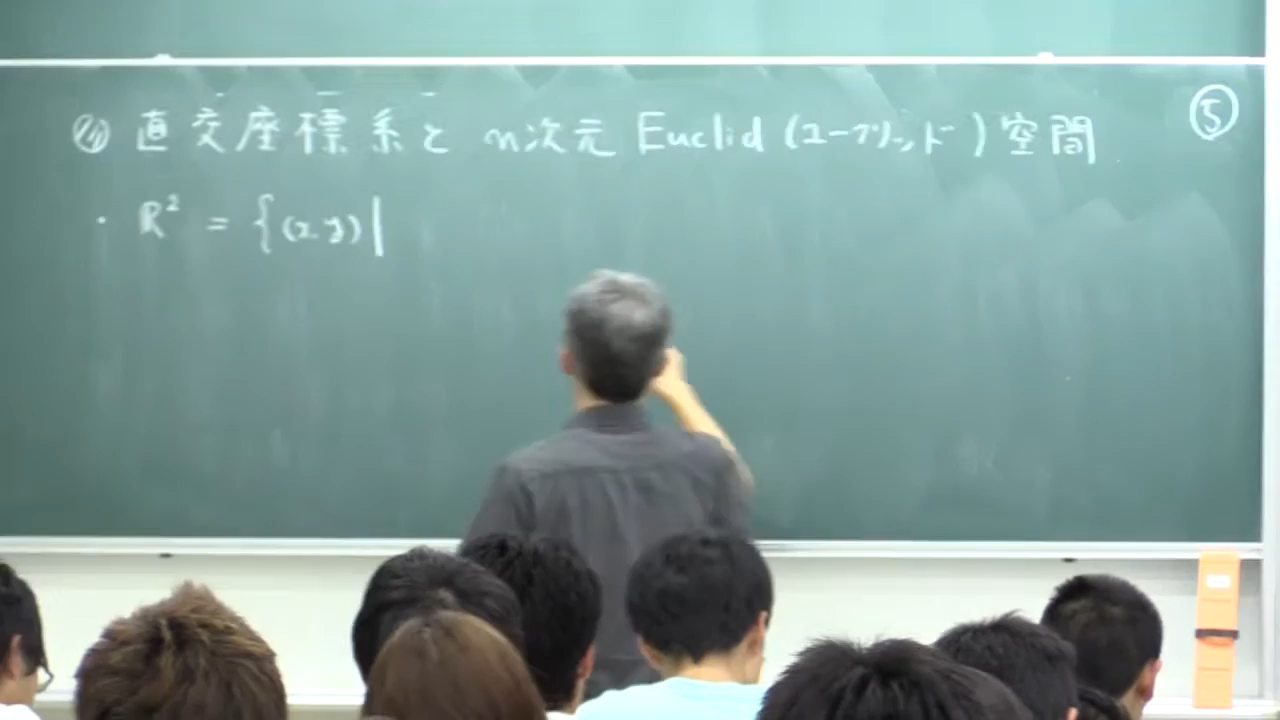 (4) 直交座標系と n次元 Euclid (ユークリッド) 空間 ⑤
・ R² = {(x, y) |